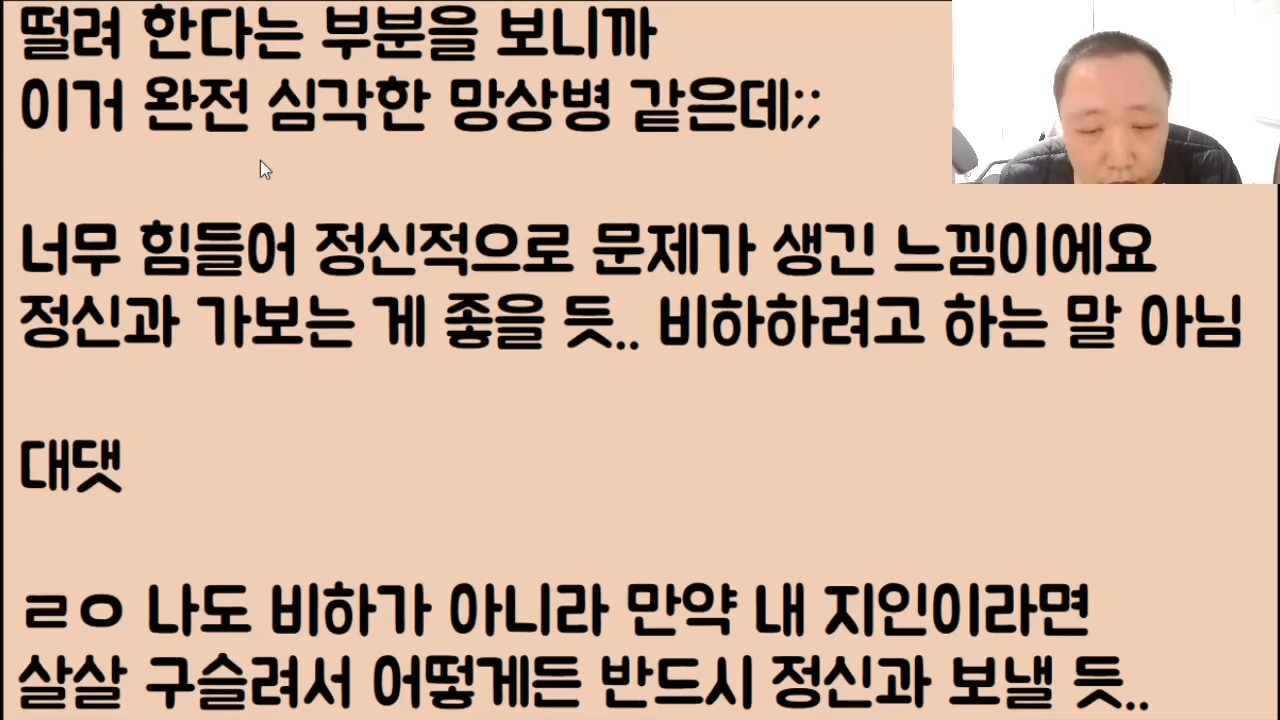 떨려 한다는 부분을 보니까
이거 완전 심각한 망상병 같은데;;
너무 힘들어 정신적으로 문제가 생긴 느낌이에요
정신과 가보는 게 좋을 듯.. 비하하려고 하는 말 아님
대댓
ㄹㅇ 나도 비하가 아니라 만약 내 지인이라면
살살 구슬려서 어떻게든 반드시 정신과 보낼 듯..